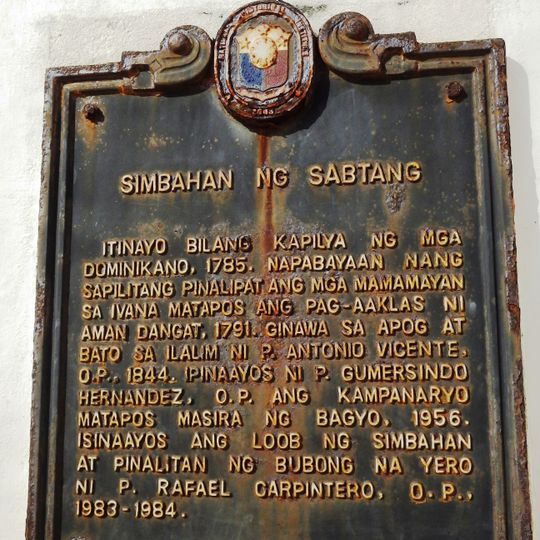 SIMBAHAN NG SABTANG
ITINAYO BILANG KAPILYA NG MGA
DOMINIKANO, 1785. NAPABAYAAN NANG
SAPILITANG PINALIPAT ANG MGA MAMAMAYAN
SA IVANA MATAPOS ANG PAG-AAKLAS NI
AMAN DANGAT, 1791. GINAWA SA APOG AT
BATO SA ILALIM NI P. ANTONIO VICENTE,
O.P., 1844. IPINAAYOS NI P. GUMERSINDO
HERNANDEZ, O.P. ANG KAMPANARYO
MATAPOS MASIRA NG BAGYO, 1956.
ISINAAYOS ANG LOOB NG SIMBAHAN
AT PINALITAN NG BUBONG NA YERO
NI P. RAFAEL CARPINTERO, O.P.,
1983-1984.